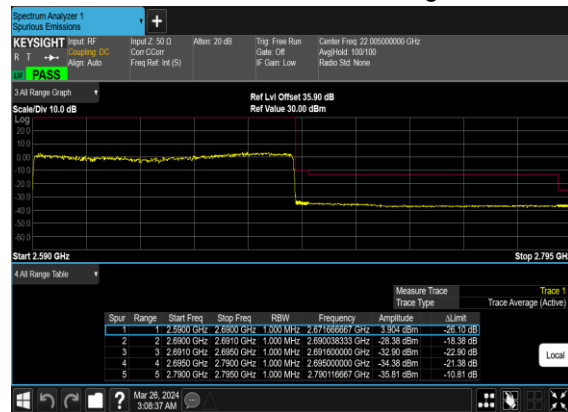 Spectrum Analyzer 1
Spurious Emissions
+
KEYSIGHT Input: RF Input Z: 50 Ω Atten: 20 dB Trig: Free Run Center Freq: 22.005000000 GHz
R T Coupling: DC Corr CCorr Gate: Off Avg|Hold: 100/100
Align: Auto Freq Ref: Int (S) IF Gain: Low Radio Std: None
PASS
3 All Range Graph
Ref Lvl Offset 35.90 dB
Scale/Div 10.0 dB Ref Value 30.00 dBm
Log
20.0
10.0
0.00
-10.0
-20.0
-30.0
-40.0
-50.0
-60.0
Start 2.590 GHz Stop 2.795 GH
4 All Range Table
Measure Trace Trace 1
Trace Type Trace Average (Active)
Spur Range Start Freq Stop Freq RBW Frequency Amplitude ΔLimit
1 1 2.5900 GHz 2.6900 GHz 1.000 MHz 2.671666667 GHz 3.904 dBm -26.10 dB
2 2 2.6900 GHz 2.6910 GHz 1.000 MHz 2.690038333 GHz -28.38 dBm -18.38 dB
3 3 2.6910 GHz 2.6950 GHz 1.000 MHz 2.691600000 GHz -32.90 dBm -22.90 dB
4 4 2.6950 GHz 2.7900 GHz 1.000 MHz 2.695000000 GHz -34.38 dBm -21.38 dB
5 5 2.7900 GHz 2.7950 GHz 1.000 MHz 2.790116667 GHz -35.81 dBm -10.81 dB
Local
? Mar 26, 2024
3:08:37 AM